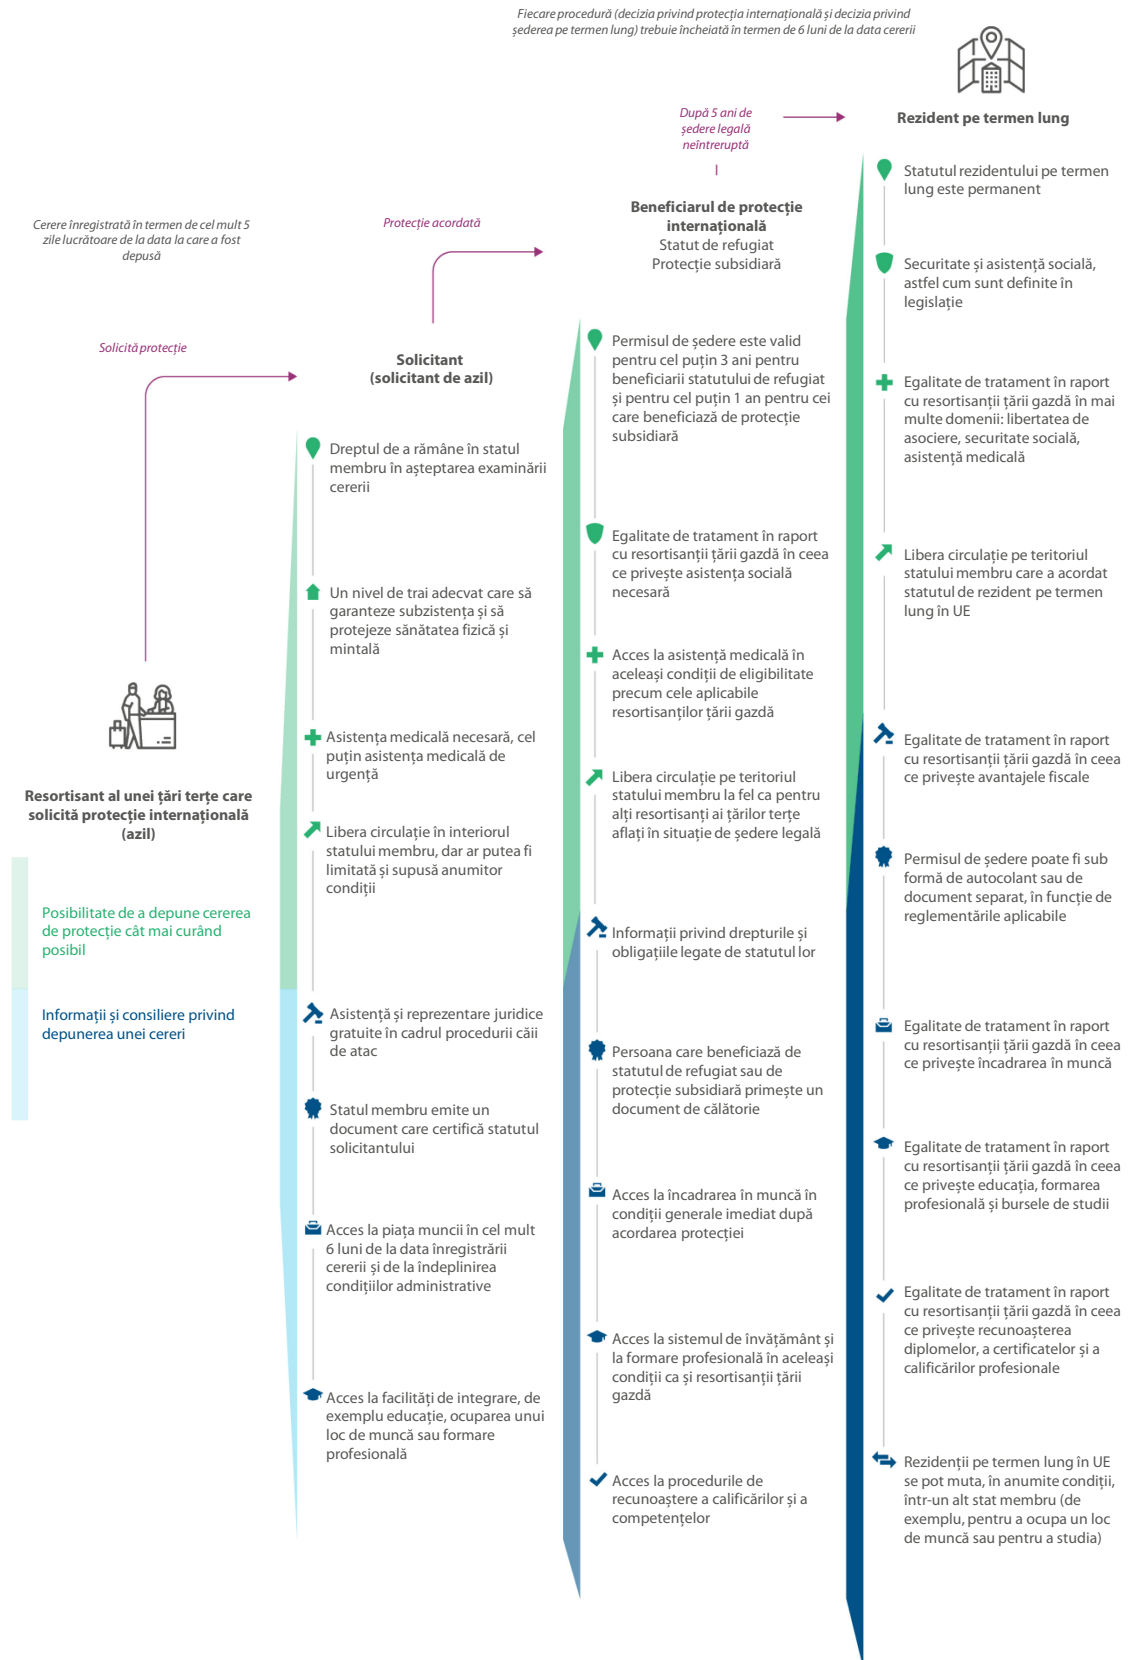 Fiecare procedură (decizia privind protecția internațională și decizia privind
șederea pe termen lung) trebuie încheiată în termen de 6 luni de la data cererii
După 5 ani de
ședere legală
neîntreruptă
Rezident pe termen lung
Cerere înregistrată în termen de cel mult 5
zile lucrătoare de la data la care a fost
depusă
Protecție acordată
Beneficiarul de protecție
internațională
Statut de refugiat
Protecție subsidiară
Solicită protecție
Solicitant
(solicitant de azil)
Resortisant al unei țări terțe care
solicită protecție internațională
(azil)
Posibilitate de a depune cererea
de protecție cât mai curând
posibil
Informații și consiliere privind
depunerea unei cereri
Dreptul de a rămâne în statul
membru în așteptarea examinării
cererii
Un nivel de trai adecvat care să
garanteze subzistența și să
protejeze sănătatea fizică și
mintală
Asistența medicală necesară, cel
puțin asistența medicală de
urgență
Libera circulație în interiorul
statului membru, dar ar putea fi
limitată și supusă anumitor
condiții
Asistență și reprezentare juridice
gratuite în cadrul procedurii căii
de atac
Statul membru emite un
document care certifică statutul
solicitantului
Acces la piața muncii în cel mult
6 luni de la data înregistrării
cererii și de la îndeplinirea
condițiilor administrative
Acces la facilități de integrare, de
exemplu educație, ocuparea unui
loc de muncă sau formare
profesională
Permisul de ședere este valid
pentru cel puțin 3 ani pentru
beneficiarii statutului de refugiat
și pentru cel puțin 1 an pentru cei
care beneficiază de protecție
subsidiară
Egalitate de tratament în raport
cu resortisanții țării gazdă în ceea
ce privește asistența socială
necesară
Acces la asistență medicală în
aceleași condiții de eligibilitate
precum cele aplicabile
resortisanților țării gazdă
Libera circulație pe teritoriul
statului membru la fel ca pentru
alți resortisanți ai țărilor terțe
aflați în situație de ședere legală
Informații privind drepturile și
obligațiile legate de statutul lor
Persoana care beneficiază de
statutul de refugiat sau de
protecție subsidiară primește un
document de călătorie
Acces la încadrarea în muncă în
condiții generale imediat după
acordarea protecției
Acces la sistemul de învățământ și
la formare profesională în aceleași
condiții ca și resortisanții țării
gazdă
Acces la procedurile de
recunoaștere a calificărilor și a
competențelor
Statutul rezidentului pe termen
lung este permanent
Securitate și asistență socială,
astfel cum sunt definite în
legislație
Egalitate de tratament în raport
cu resortisanții țării gazdă în mai
multe domenii: libertatea de
asociere, securitate socială,
asistență medicală
Libera circulație pe teritoriul
statului membru care a acordat
statutul de rezident pe termen
lung în UE
Egalitate de tratament în raport
cu resortisanții țării gazdă în ceea
ce privește avantajele fiscale
Permisul de ședere poate fi sub
formă de autocolant sau de
document separat, în funcție de
reglementările aplicabile
Egalitate de tratament în raport
cu resortisanții țării gazdă în ceea
ce privește încadrarea în muncă
Egalitate de tratament în raport
cu resortisanții țării gazdă în ceea
ce privește educația, formarea
profesională și bursele de studii
Egalitate de tratament în raport
cu resortisanții țării gazdă în ceea
ce privește recunoașterea
diplomelor, a certificatelor și a
calificărilor profesionale
Rezidenții pe termen lung în UE
se pot muta, în anumite condiții,
într-un alt stat membru (de
exemplu, pentru a ocupa un loc
de muncă sau pentru a studia)